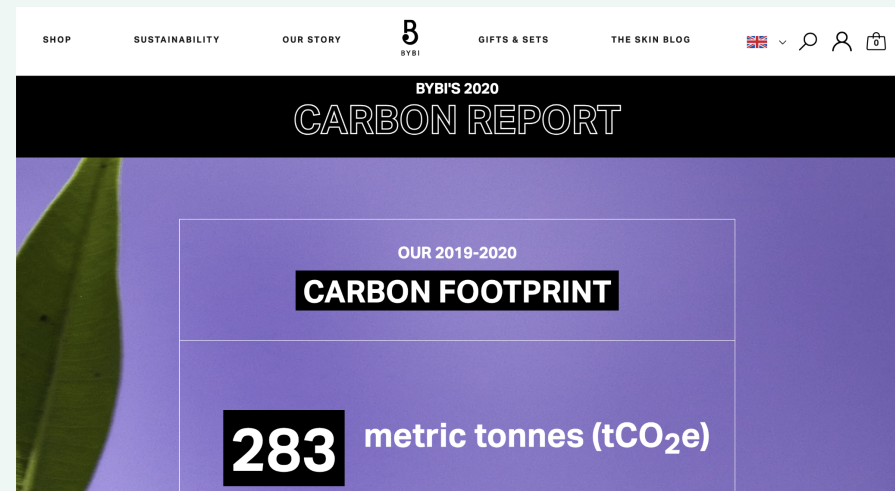 SHOP SUSTAINABILITY OUR STORY B GIFTS & SETS THE SKIN BLOG 0
BYBI
BYBI'S 2020
CARBON REPORT
OUR 2019-2020
CARBON FOOTPRINT
283 metric tonnes (tCO₂e)